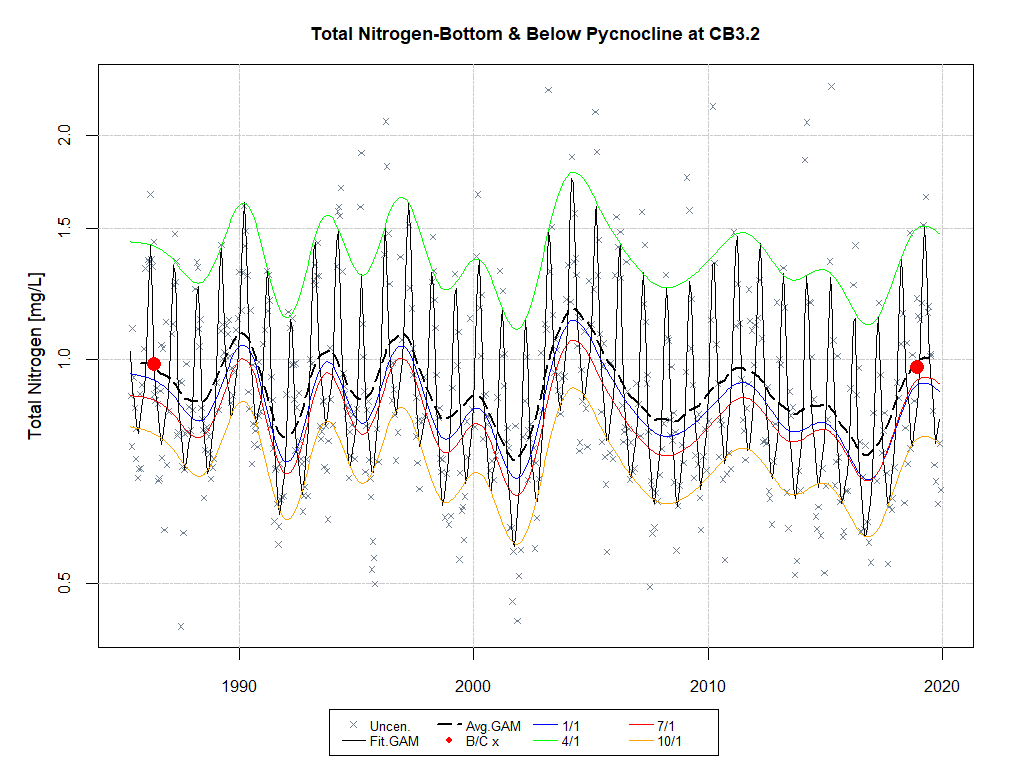 Total Nitrogen-Bottom & Below Pycnocline at CB3.2
Total Nitrogen [mg/L]
2.0
1.5
1.0
0.5
1990 2000 2010 2020
Uncen. Avg.GAM 1/1 7/1
Fit.GAM B/C x 4/1 10/1